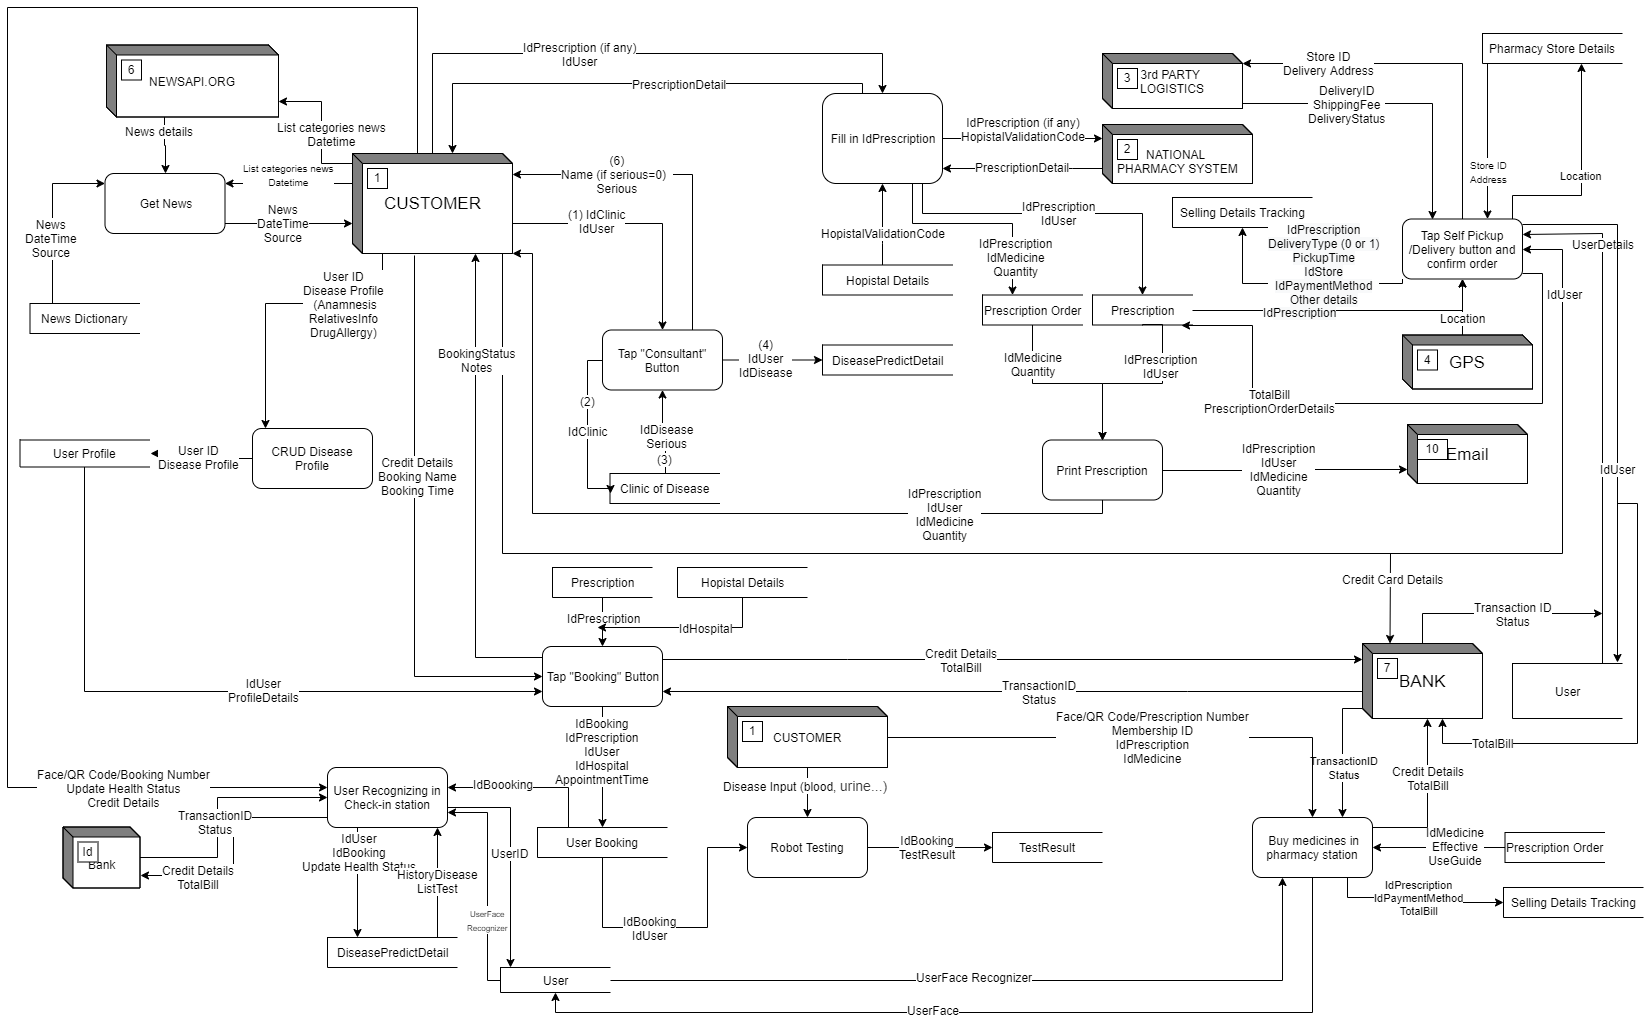 6
NEWSAPI.ORG
News details
List categories news
Datetime
List categories news
Datetime
Get News
News
DateTime
Source
News
DateTime
Source
News Dictionary
1
CUSTOMER
IdPrescription (if any)
IdUser
PrescriptionDetail
(6)
Name (if serious=0)
Serious
(1) IdClinic
IdUser
User ID
Disease Profile
(Anamnesis
RelativesInfo
DrugAllergy)
Fill in IdPrescription
IdPrescription (if any)
HopistalValidationCode
PrescriptionDetail
HopistalValidationCode
Hopistal Details
3
3rd PARTY
LOGISTICS
2
NATIONAL
PHARMACY SYSTEM
Store ID
Delivery Address
DeliveryID
ShippingFee
DeliveryStatus
Pharmacy Store Details
Store ID
Address
Location
Selling Details Tracking
IdPrescription
DeliveryType (0 or 1)
PickupTime
IdStore
IdPaymentMethod
Other details
IdPrescription
Tap Self Pickup
/Delivery button and
confirm order
UserDetails
IdUser
IdPrescription
IdUser
IdPrescription
IdMedicine
Quantity
Prescription Order
Prescription
Location
4
GPS
IdMedicine
Quantity
IdPrescription
IdUser
TotalBill
PrescriptionOrderDetails
BookingStatus
Notes
Tap "Consultant"
Button
(4)
IdUser
IdDisease
DiseasePredictDetail
(2)
IdClinic
IdDisease
Serious
(3)
Clinic of Disease
User Profile
User ID
Disease Profile
CRUD Disease
Profile
Credit Details
Booking Name
Booking Time
Print Prescription
IdPrescription
IdUser
IdMedicine
Quantity
10
Email
IdUser
IdPrescription
IdUser
IdMedicine
Quantity
Prescription
Hopistal Details
IdPrescription
IdHospital
Credit Card Details
Transaction ID
Status
Tap "Booking" Button
Credit Details
TotalBill
TransactionID
Status
7
BANK
User
IdUser
ProfileDetails
IdBooking
IdPrescription
IdUser
IdHospital
AppointmentTime
1
CUSTOMER
Face/QR Code/Prescription Number
Membership ID
IdPrescription
IdMedicine
TotalBill
TransactionID
Status
Credit Details
TotalBill
Face/QR Code/Booking Number
Update Health Status
Credit Details
User Recognizing in
Check-in station
IdBoooking
Disease Input (blood, urine...)
TransactionID
Status
Id
Bank
Credit Details
TotalBill
IdUser
IdBooking
Update Health Status
HistoryDisease
ListTest
UserID
User Booking
Robot Testing
IdBooking
TestResult
TestResult
Buy medicines in
pharmacy station
IdMedicine
Effective
UseGuide
Prescription Order
IdPrescription
IdPaymentMethod
TotalBill
Selling Details Tracking
UserFace
Recognizer
IdBooking
IdUser
DiseasePredictDetail
User
UserFace Recognizer
UserFace